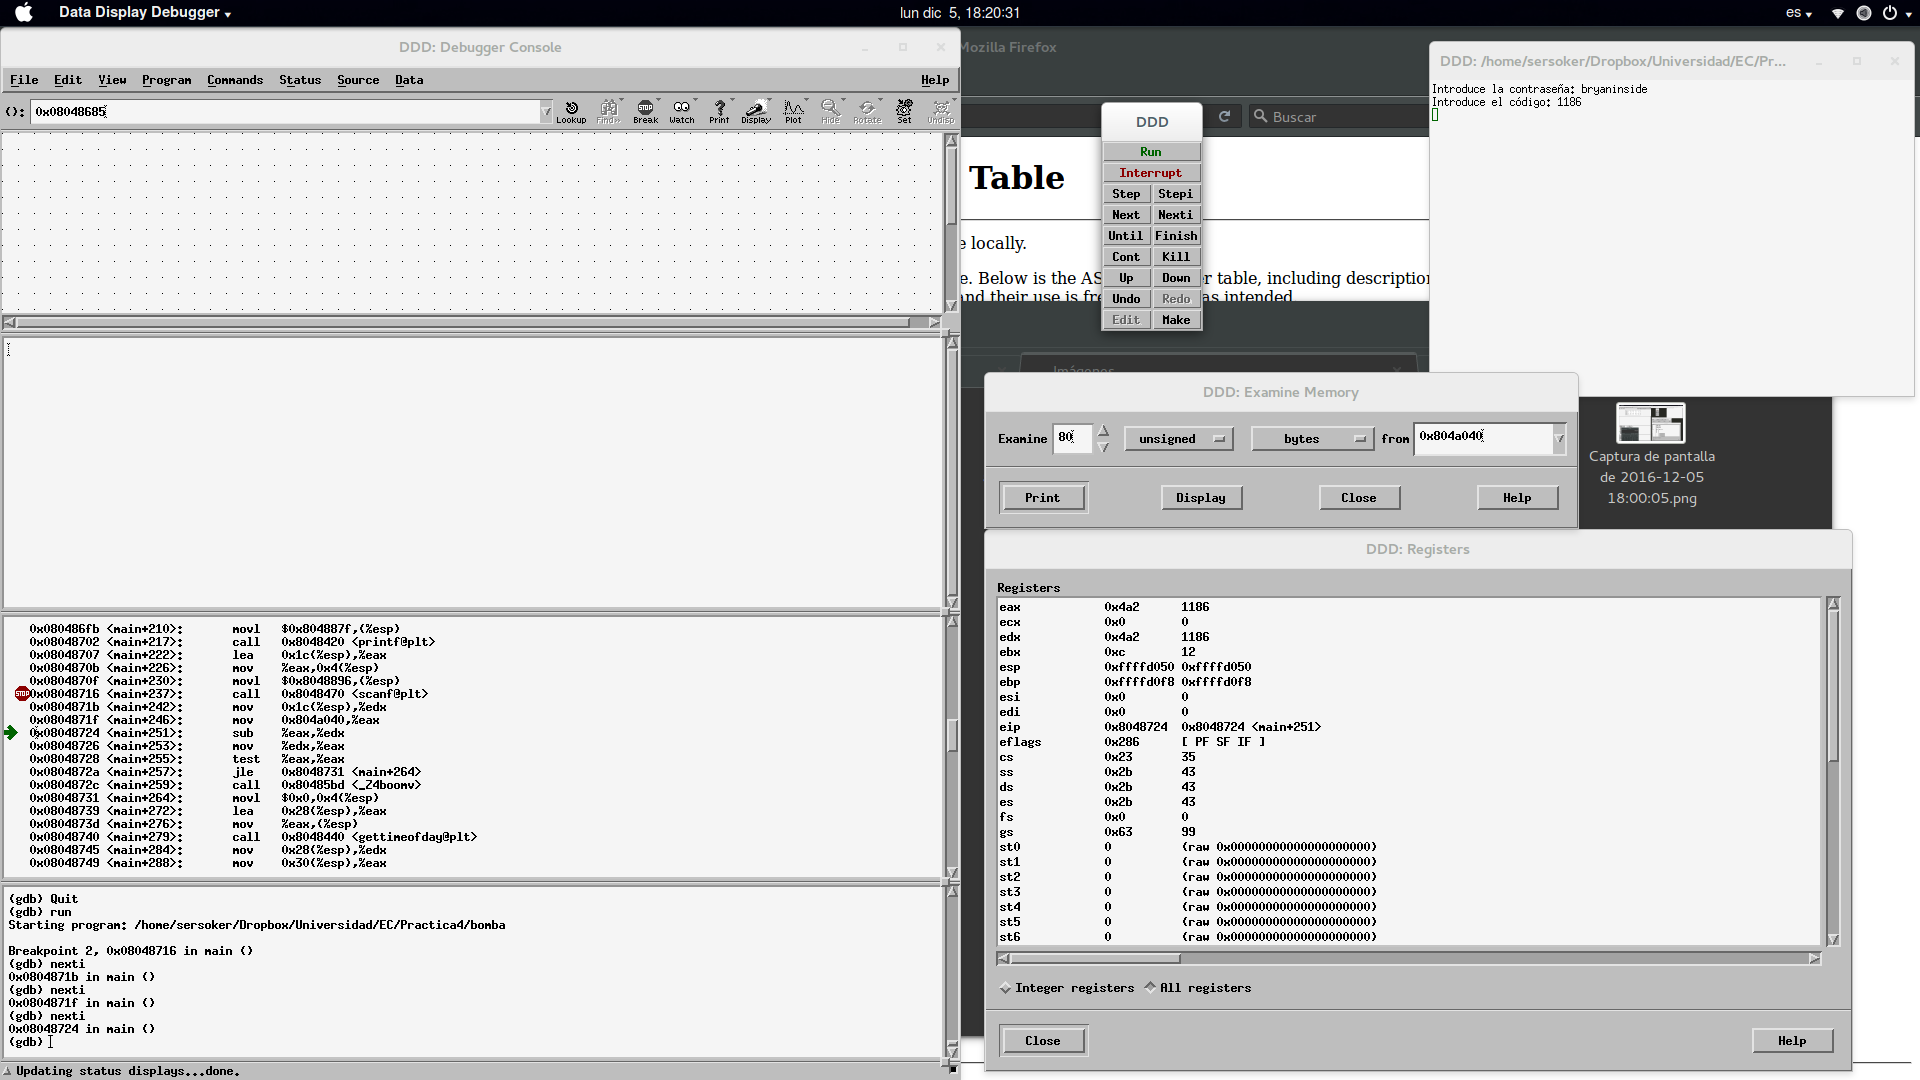 Data Display Debugger
lun dic 5, 18:20:31
es
DDD: Debugger Console
File Edit View Program Commands Status Source Data Help
(): 0x08048685
Lookup Find» Break Watch Print Display Plot Hide Rotate Set Undisp
0x080486fb <main+210>: movl $0x804887f,(%esp)
0x08048702 <main+217>: call 0x8048420 <printf@plt>
0x08048707 <main+222>: lea 0x1c(%esp),%eax
0x0804870b <main+226>: mov %eax,0x4(%esp)
0x0804870f <main+230>: movl $0x8048896,(%esp)
0x08048716 <main+237>: call 0x8048470 <scanf@plt>
0x0804871b <main+242>: mov 0x1c(%esp),%edx
0x0804871f <main+246>: mov 0x804a040,%eax
0x08048724 <main+251>: sub %eax,%edx
0x08048726 <main+253>: mov %edx,%eax
0x08048728 <main+255>: test %eax,%eax
0x0804872a <main+257>: jle 0x8048731 <main+264>
0x0804872c <main+259>: call 0x80485bd <_Z4boomv>
0x08048731 <main+264>: movl $0x0,0x4(%esp)
0x08048739 <main+272>: lea 0x28(%esp),%eax
0x0804873d <main+276>: mov %eax,(%esp)
0x08048740 <main+279>: call 0x8048440 <gettimeofday@plt>
0x08048745 <main+284>: mov 0x28(%esp),%edx
0x08048749 <main+288>: mov 0x30(%esp),%eax
(gdb) Quit
(gdb) run
Starting program: /home/sersoker/Dropbox/Universidad/EC/Practica4/bomba
Breakpoint 2, 0x08048716 in main ()
(gdb) nexti
0x0804871b in main ()
(gdb) nexti
0x0804871f in main ()
(gdb) nexti
0x08048724 in main ()
(gdb)
Updating status displays...done.
Mozilla Firefox
Buscar
Table
e locally.
e. Below is the AS r table, including description
and their use is fre as intended
Imágenes
DDD
Run
Interrupt
Step Stepi
Next Nexti
Until Finish
Cont Kill
Up Down
Undo Redo
Edit Make
DDD: /home/sersoker/Dropbox/Universidad/EC/Pr...
Introduce la contraseña: bryaninside
Introduce el código: 1186
DDD: Examine Memory
Examine 80 unsigned bytes from 0x804a040
Print Display Close Help
Captura de pantalla
de 2016-12-05
18:00:05.png
DDD: Registers
Registers
eax 0x4a2 1186
ecx 0x0 0
edx 0x4a2 1186
ebx 0xc 12
esp 0xffffd050 0xffffd050
ebp 0xffffd0f8 0xffffd0f8
esi 0x0 0
edi 0x0 0
eip 0x8048724 0x8048724 <main+251>
eflags 0x286 [ PF SF IF ]
cs 0x23 35
ss 0x2b 43
ds 0x2b 43
es 0x2b 43
fs 0x0 0
gs 0x63 99
st0 0 (raw 0x00000000000000000000)
st1 0 (raw 0x00000000000000000000)
st2 0 (raw 0x00000000000000000000)
st3 0 (raw 0x00000000000000000000)
st4 0 (raw 0x00000000000000000000)
st5 0 (raw 0x00000000000000000000)
st6 0 (raw 0x00000000000000000000)
Integer registers All registers
Close Help